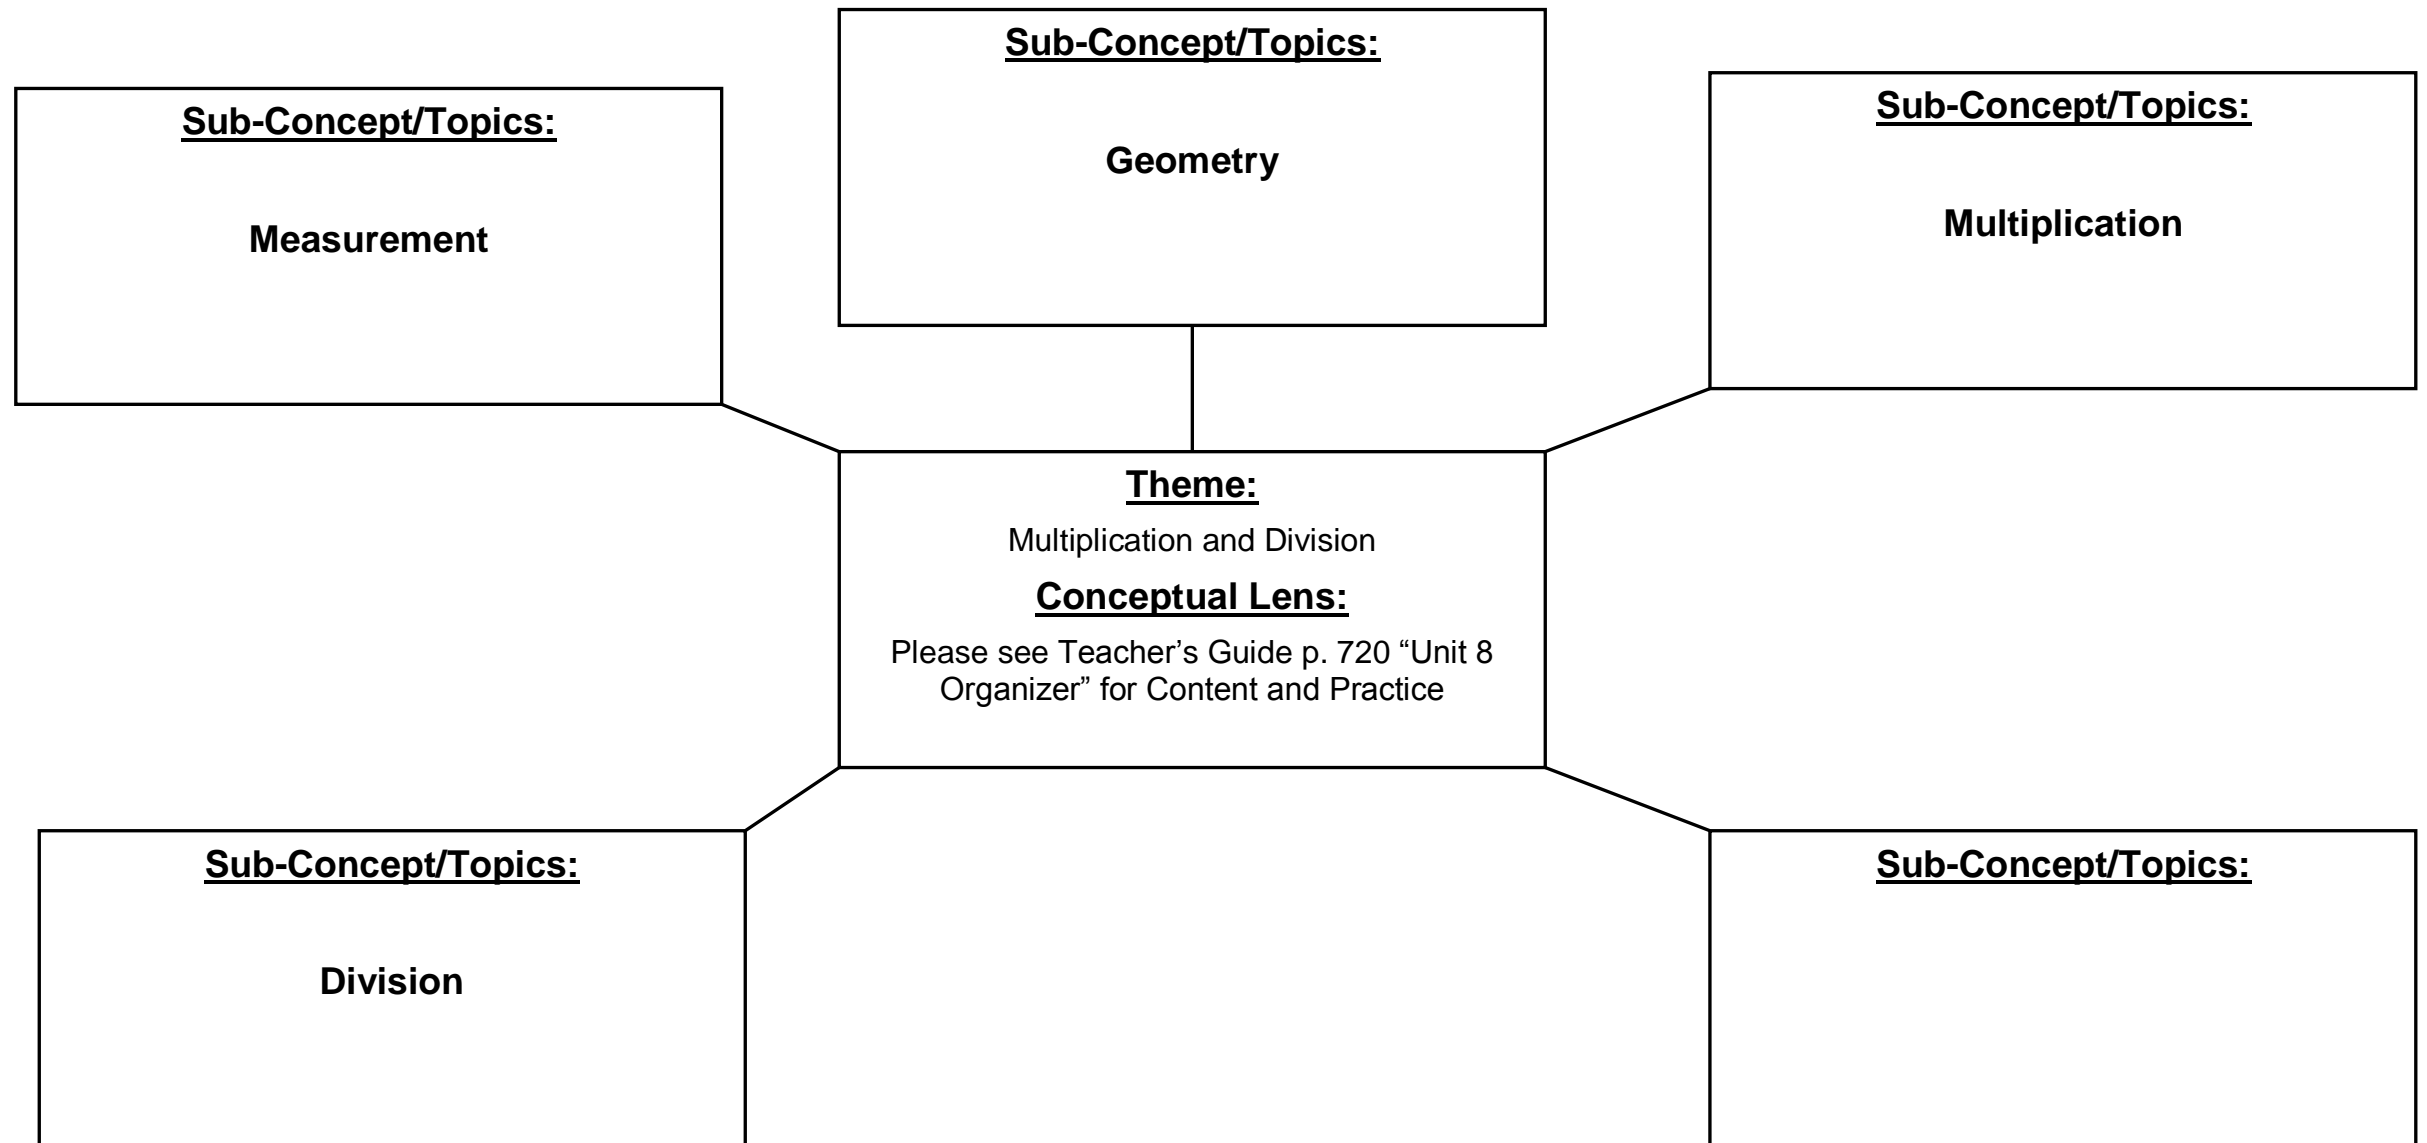 Sub-Concept/Topics:
Measurement
Sub-Concept/Topics:
Geometry
Sub-Concept/Topics:
Multiplication
Theme:
Multiplication and Division
Conceptual Lens:
Please see Teacher’s Guide p. 720 “Unit 8
Organizer” for Content and Practice
Sub-Concept/Topics:
Division
Sub-Concept/Topics: